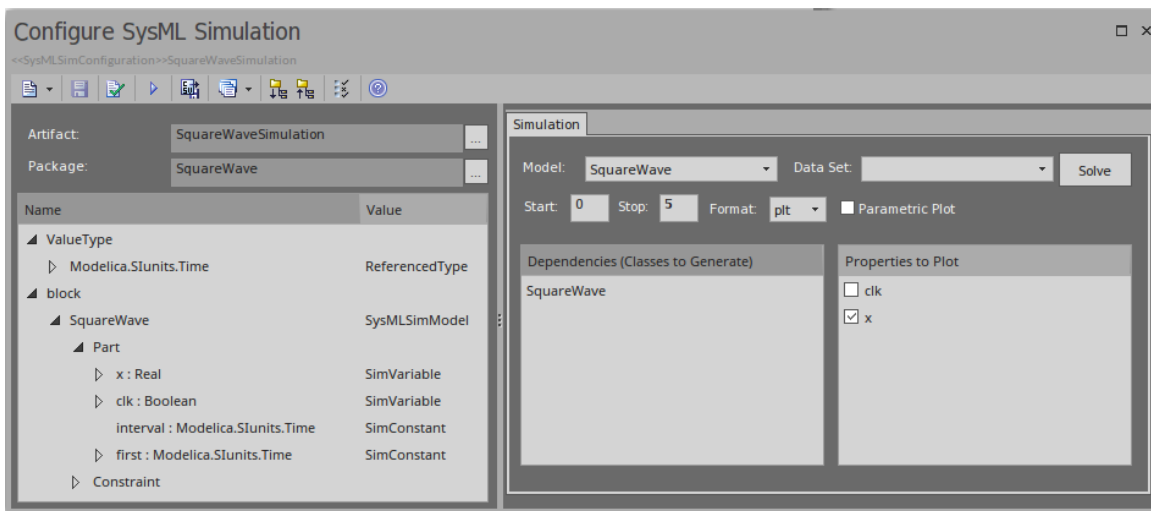 Configure SysML Simulation
<<SysMLSimConfiguration>>SquareWaveSimulation
Artifact: SquareWaveSimulation ...
Package: SquareWave ...
Name Value
ValueType
Modelica.SIunits.Time ReferencedType
block
SquareWave SysMLSimModel
Part
x : Real SimVariable
clk : Boolean SimVariable
interval : Modelica.SIunits.Time SimConstant
first : Modelica.SIunits.Time SimConstant
Constraint
Simulation
Model: SquareWave Data Set: Solve
Start: 0 Stop: 5 Format: plt Parametric Plot
Dependencies (Classes to Generate) Properties to Plot
SquareWave clk
x